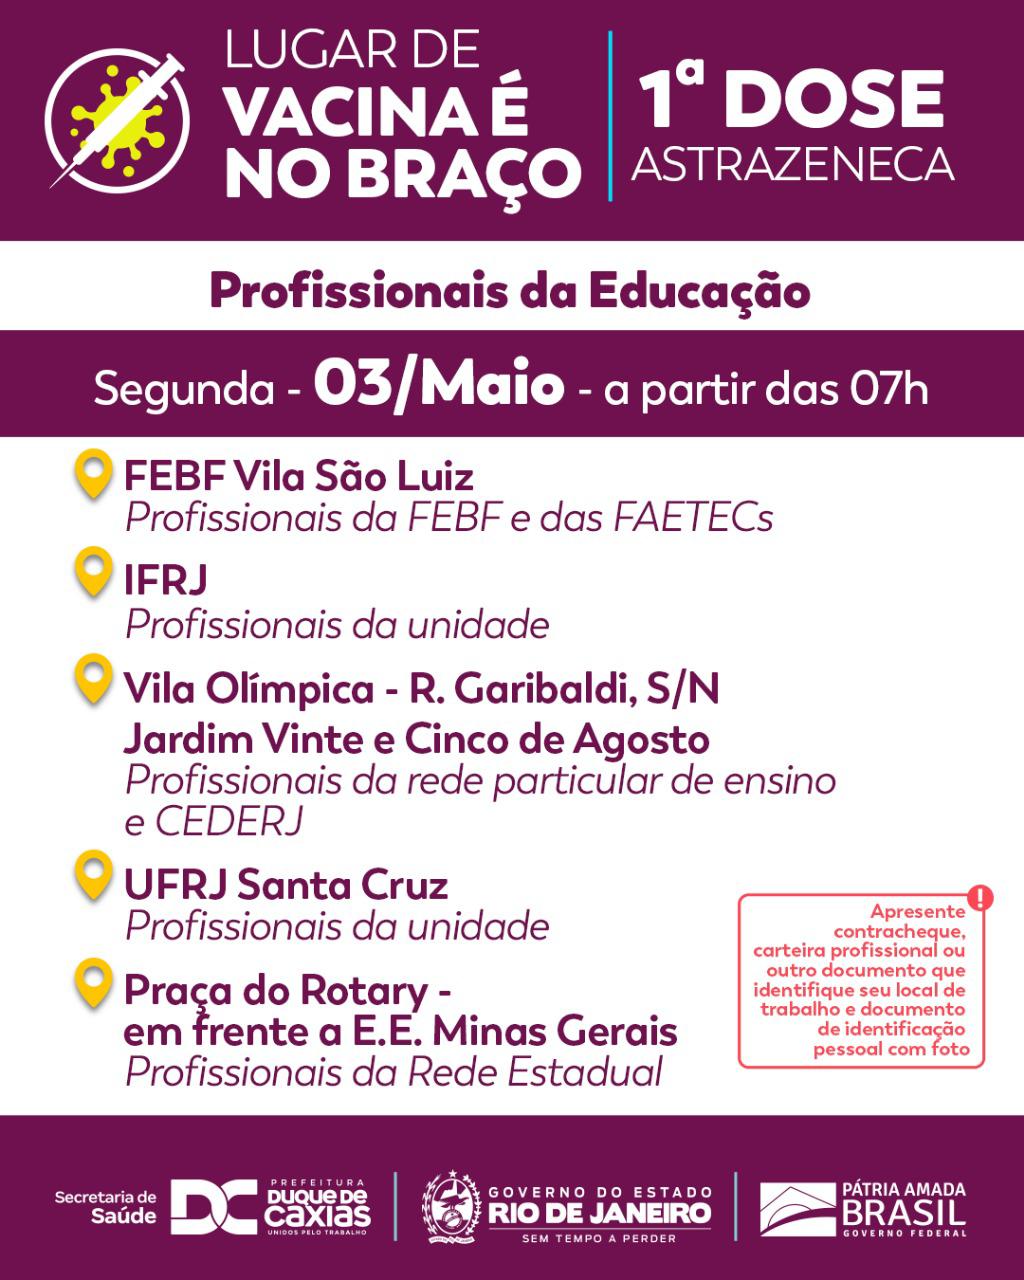 LUGAR DE
VACINA É
NO BRAÇO
1ª DOSE
ASTRAZENECA
Profissionais da Educação
Segunda - 03/Maio - a partir das 07h
FEBF Vila São Luiz
Profissionais da FEBF e das FAETECs
IFRJ
Profissionais da unidade
Vila Olímpica - R. Garibaldi, S/N
Jardim Vinte e Cinco de Agosto
Profissionais da rede particular de ensino
e CEDERJ
UFRJ Santa Cruz
Profissionais da unidade
Praça do Rotary -
em frente a E.E. Minas Gerais
Profissionais da Rede Estadual
!
Apresente
contracheque,
carteira profissional ou
outro documento que
identifique seu local de
trabalho e documento
de identificação
pessoal com foto
Secretaria de
Saúde
DC
PREFEITURA
DUQUE DE
CAXIAS
UNIDOS PELO TRABALHO
GOVERNO DO ESTADO
RIO DE JANEIRO
SEM TEMPO A PERDER
PÁTRIA AMADA
BRASIL
GOVERNO FEDERAL